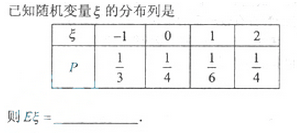 已知随机变量ξ的分布列是
ξ -1 0 1 2
P 1/3 1/4 1/6 1/4
则Eξ=________.